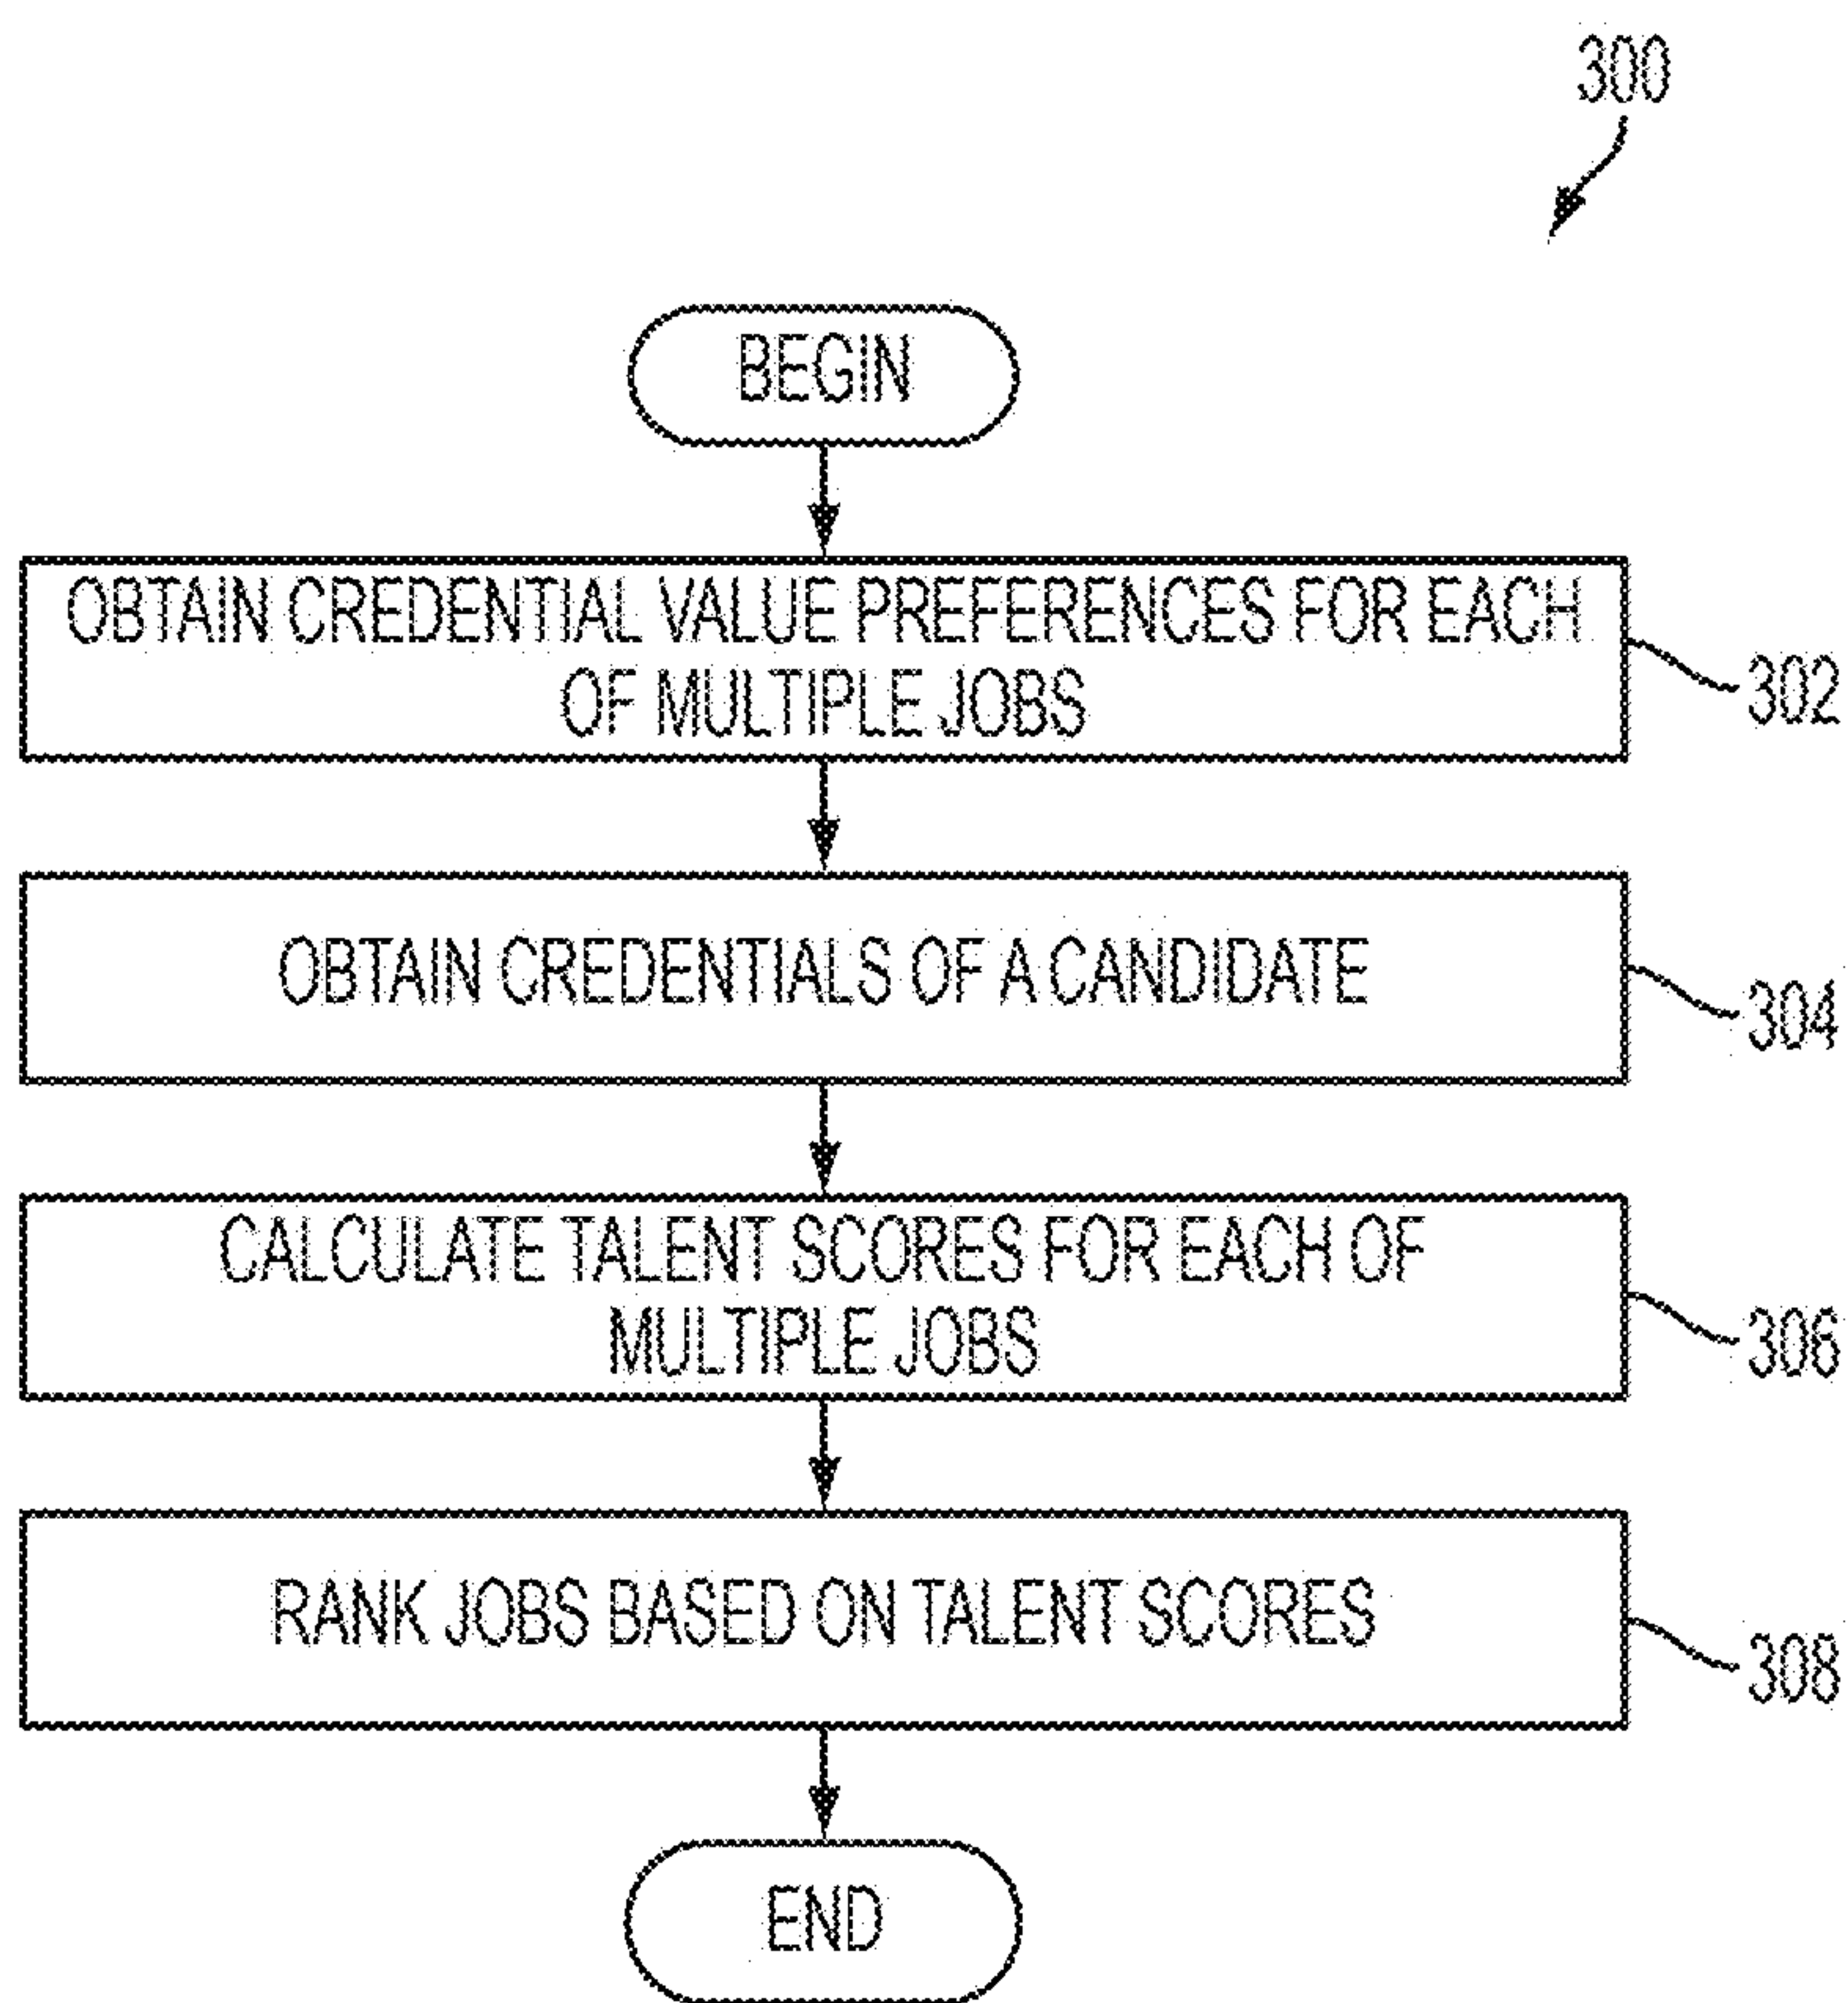 300
BEGIN
OBTAIN CREDENTIAL VALUE PREFERENCES FOR EACH
OF MULTIPLE JOBS
302
OBTAIN CREDENTIALS OF A CANDIDATE
304
CALCULATE TALENT SCORES FOR EACH OF
MULTIPLE JOBS
306
RANK JOBS BASED ON TALENT SCORES
308
END